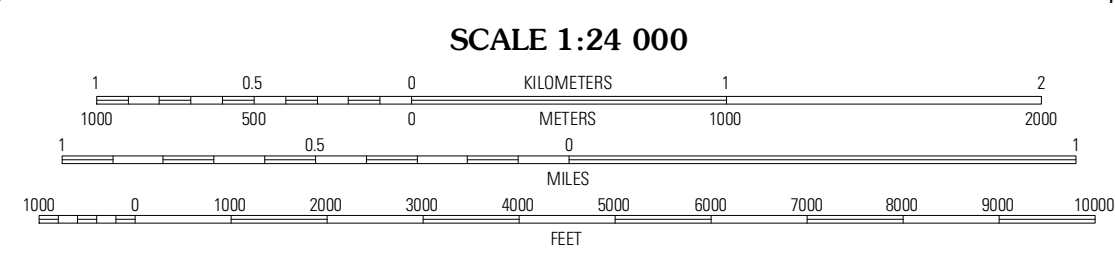 SCALE 1:24 000
1 0.5 0 KILOMETERS 1 2
1000 500 0 METERS 1000 2000
1 0.5 0 1
MILES
1000 0 1000 2000 3000 4000 5000 6000 7000 8000 9000 10000
FEET